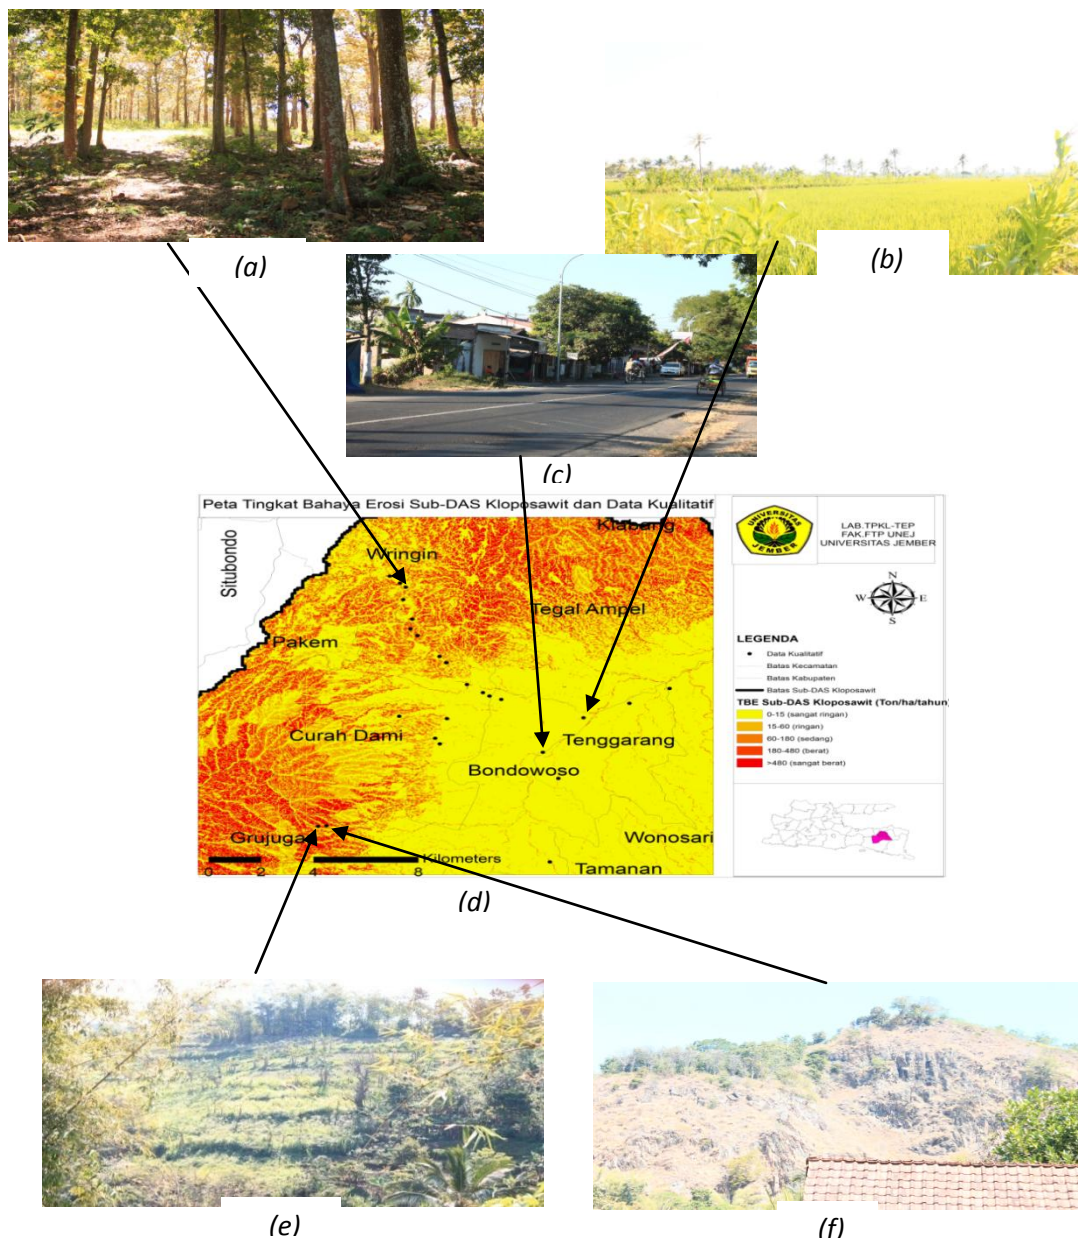 (a)
(b)
(c)
Peta Tingkat Bahaya Erosi Sub-DAS Kloposawit dan Data Kualitatif
Situbondo
Wringin
Klabang
Tegal Ampel
Pakem
Curah Dami
Tenggarang
Bondowoso
Grujuga
Wonosari
Tamanan
0 2 4 8
Kilometers
UNIVERSITAS
JEMBER
LAB.TPKL-TEP
FAK.FTP UNEJ
UNIVERSITAS JEMBER
N
W E
S
LEGENDA
Data Kualitatif
Batas Kecamatan
Batas Kabupaten
Batas Sub-DAS Kloposawit
TBE Sub-DAS Kloposawit (Ton/ha/tahun)
0-15 (sangat ringan)
15-60 (ringan)
60-180 (sedang)
180-480 (berat)
>480 (sangat berat)
(d)
(e)
(f)